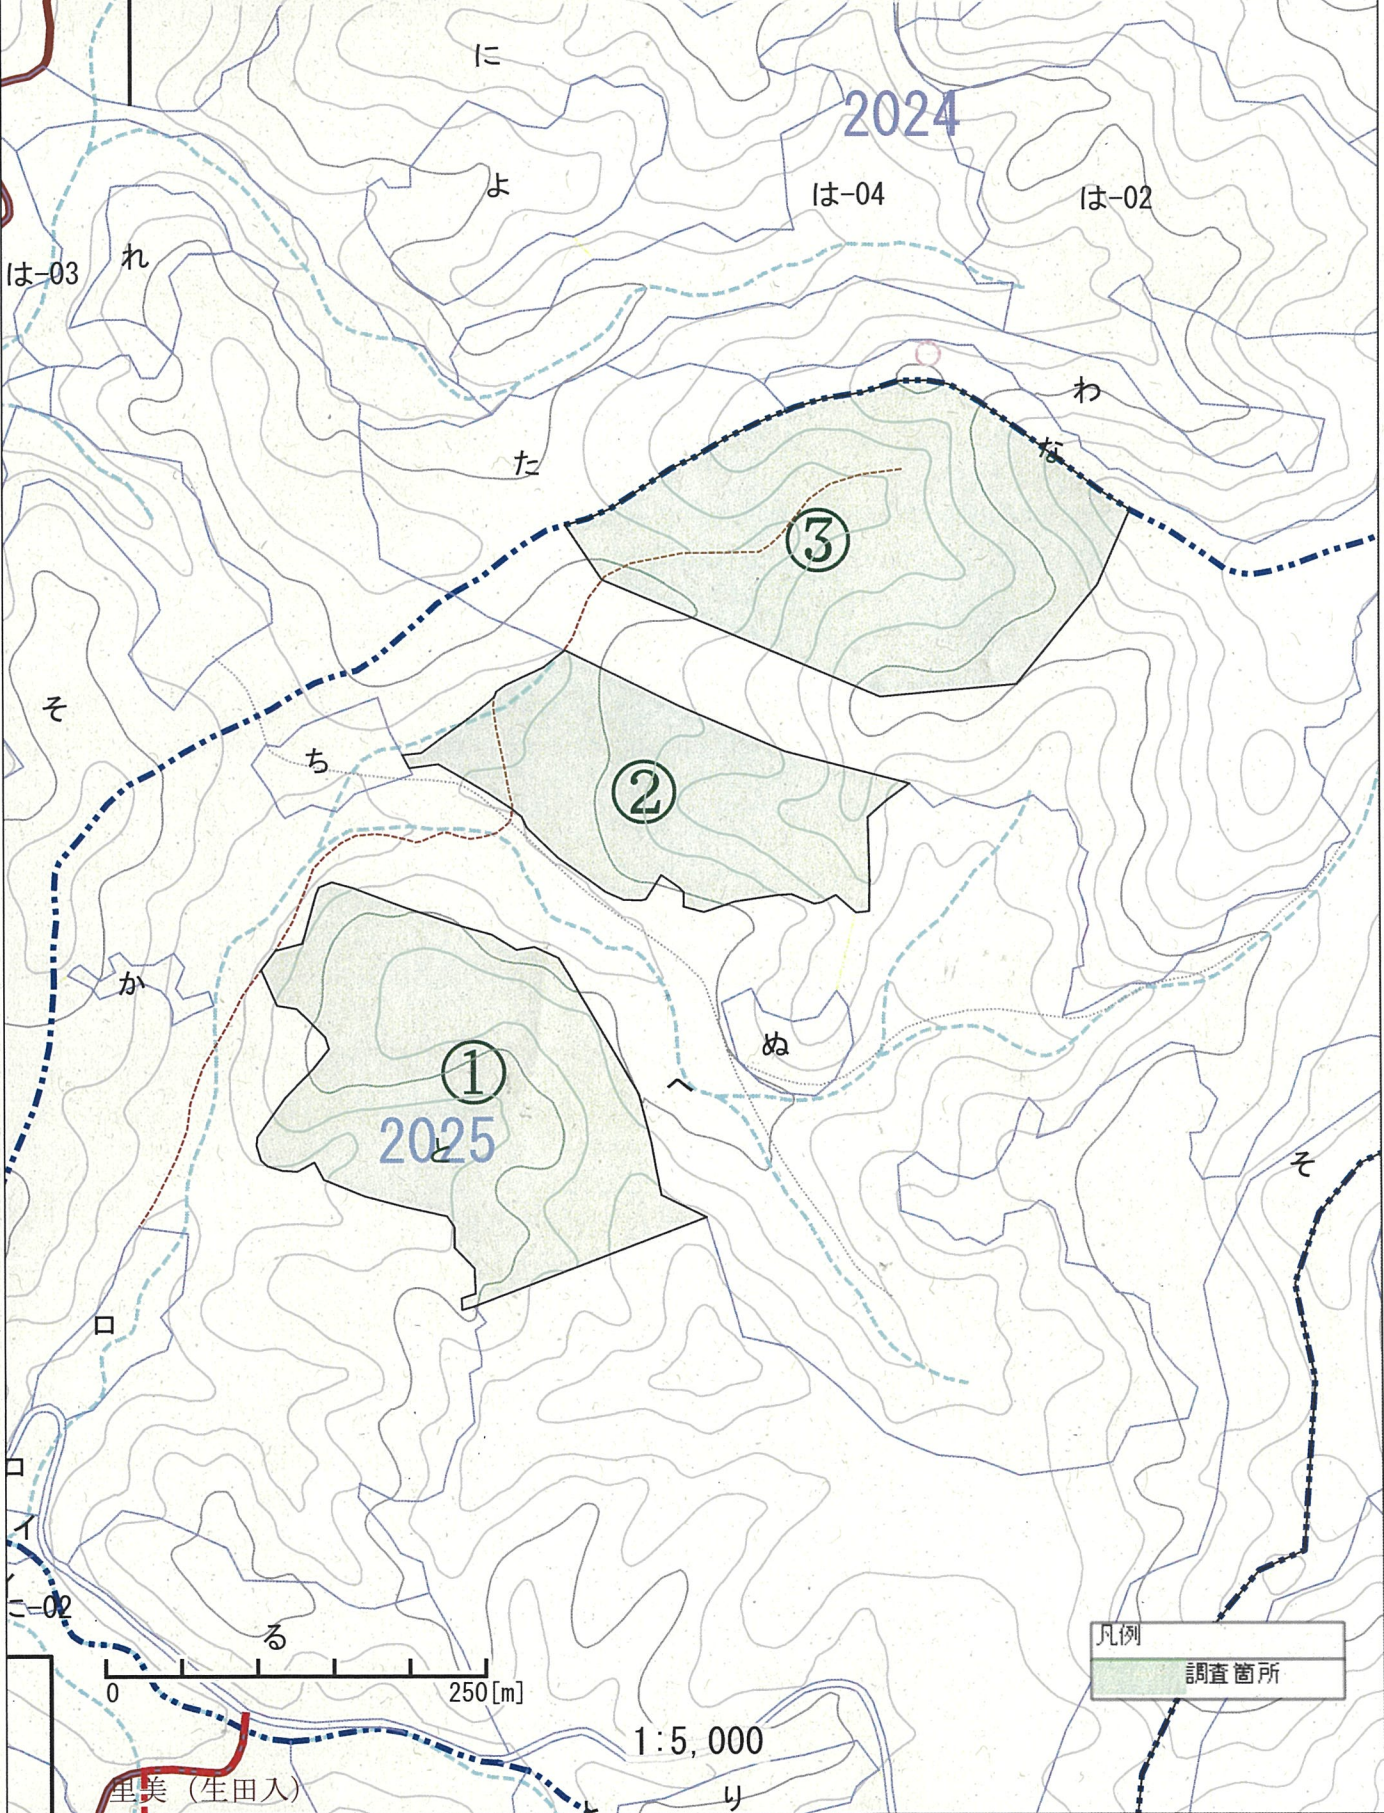 に
2024
よ
は-04
は-02
れ
は-03
わ
な
た
③
そ
ち
②
か
ぬ
①
へ
2025
と
そ
ロ
ロ
イ
る
凡例
調査箇所
0
250[m]
1:5,000
里美（生田入）
り